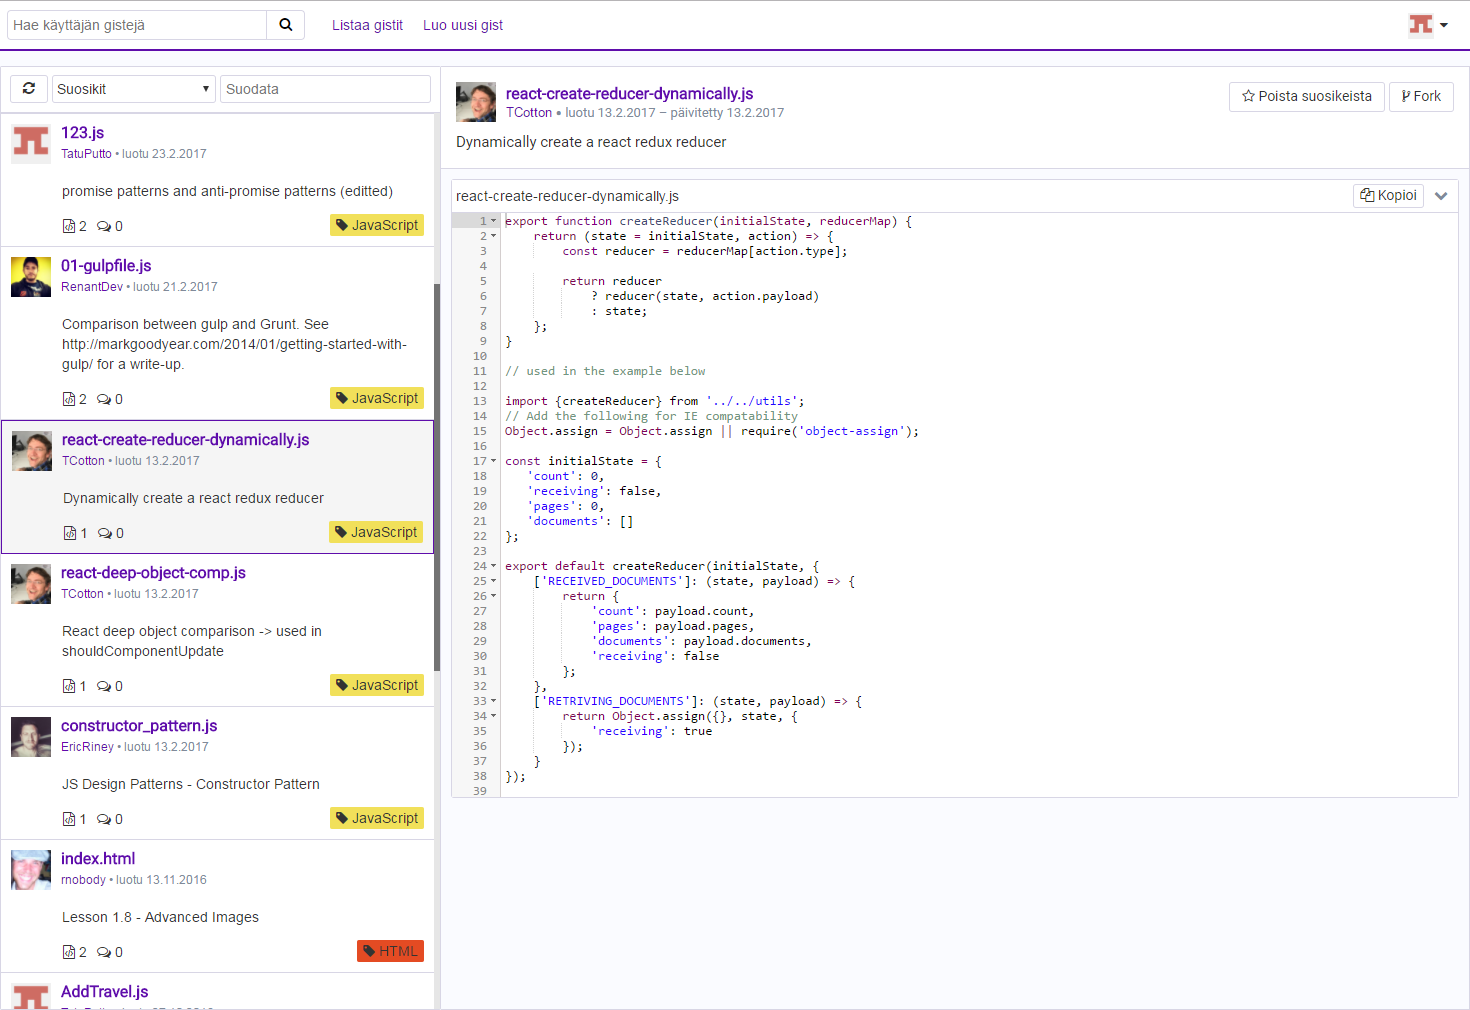 Hae käyttäjän gistejä
Listaa gistit
Luo uusi gist
Suosikit
Suodata
123.js
TatuPutto • luotu 23.2.2017
promise patterns and anti-promise patterns (editted)
2 0 JavaScript
01-gulpfile.js
RenantDev • luotu 21.2.2017
Comparison between gulp and Grunt. See
http://markgoodyear.com/2014/01/getting-started-with-
gulp/ for a write-up.
2 0 JavaScript
react-create-reducer-dynamically.js
TCotton • luotu 13.2.2017
Dynamically create a react redux reducer
1 0 JavaScript
react-deep-object-comp.js
TCotton • luotu 13.2.2017
React deep object comparison -> used in
shouldComponentUpdate
1 0 JavaScript
constructor_pattern.js
EricRiney • luotu 13.2.2017
JS Design Patterns - Constructor Pattern
1 0 JavaScript
index.html
rnobody • luotu 13.11.2016
Lesson 1.8 - Advanced Images
2 0 HTML
AddTravel.js
react-create-reducer-dynamically.js
TCotton • luotu 13.2.2017 – päivitetty 13.2.2017
Poista suosikeista
Fork
Dynamically create a react redux reducer
react-create-reducer-dynamically.js
Kopioi
1 export function createReducer(initialState, reducerMap) {
2     return (state = initialState, action) => {
3         const reducer = reducerMap[action.type];
4
5         return reducer
6             ? reducer(state, action.payload)
7             : state;
8     };
9 }
10
11 // used in the example below
12
13 import {createReducer} from '../../utils';
14 // Add the following for IE compatability
15 Object.assign = Object.assign || require('object-assign');
16
17 const initialState = {
18    'count': 0,
19    'receiving': false,
20    'pages': 0,
21    'documents': []
22 };
23
24 export default createReducer(initialState, {
25     ['RECEIVED_DOCUMENTS']: (state, payload) => {
26         return {
27             'count': payload.count,
28             'pages': payload.pages,
29             'documents': payload.documents,
30             'receiving': false
31         };
32     },
33     ['RETRIVING_DOCUMENTS']: (state, payload) => {
34         return Object.assign({}, state, {
35             'receiving': true
36         });
37     }
38 });
39